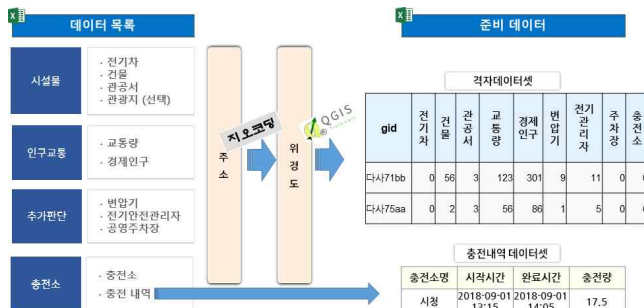 데이터 목록
시설물
· 전기차
· 건물
· 관공서
· 관광지 (선택)
인구교통
· 교통량
· 경제인구
추가판단
· 변압기
· 전기안전관리자
· 공영주차장
충전소
· 충전소
· 충전 내역
주소
지오코딩
위경도
QGIS
준비 데이터
격자데이터셋
gid 전기차 건물 관공서 교통량 경제인구 변압기 전기관리자 주차장 충전소
다사71bb 0 56 3 123 301 9 11 0 0
다사75aa 0 2 3 56 86 1 5 0 0
충전내역 데이터셋
충전소명 시작시간 완료시간 충전량
시청 2018-09-01 13:15 2018-09-01 14:05 17.5